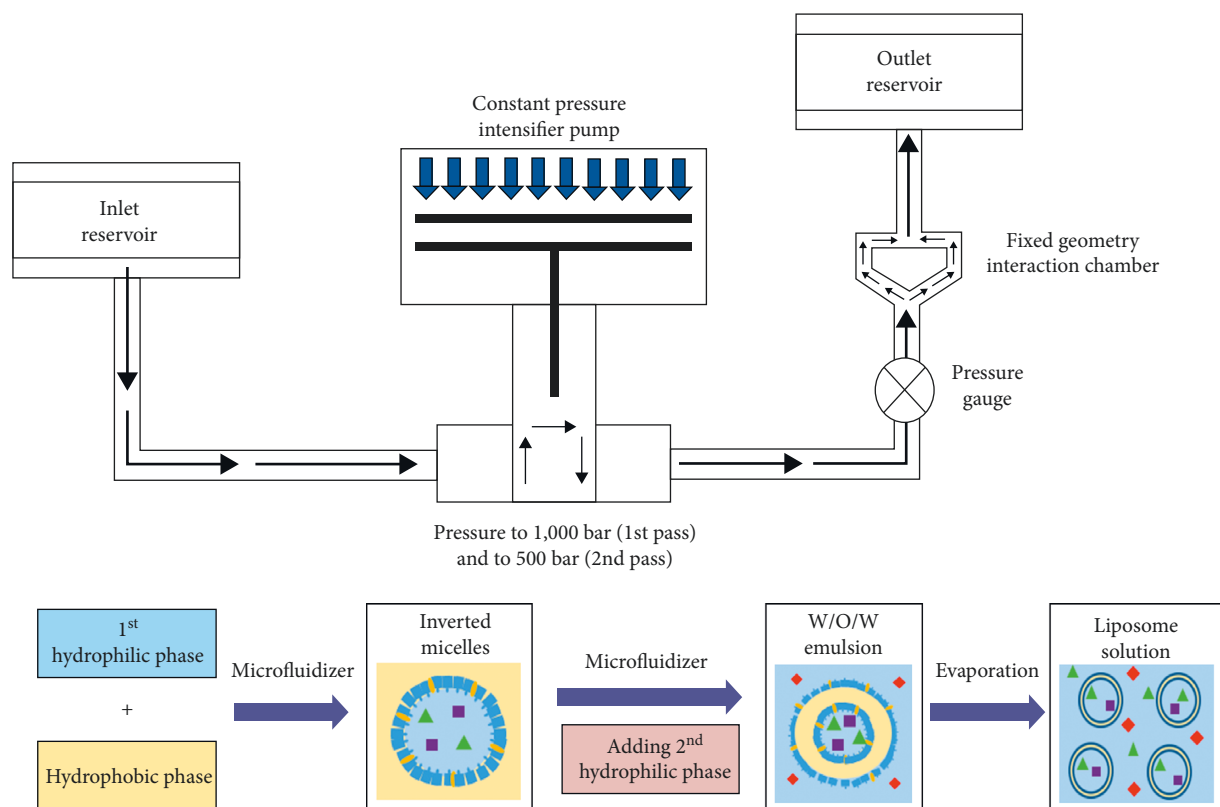 Outlet
reservoir
Constant pressure
intensifier pump
Inlet
reservoir
Fixed geometry
interaction chamber
Pressure
gauge
Pressure to 1,000 bar (1st pass)
and to 500 bar (2nd pass)
1st
hydrophilic phase
+
Hydrophobic phase
Microfluidizer
Inverted
micelles
Microfluidizer
Adding 2nd
hydrophilic phase
W/O/W
emulsion
Evaporation
Liposome
solution